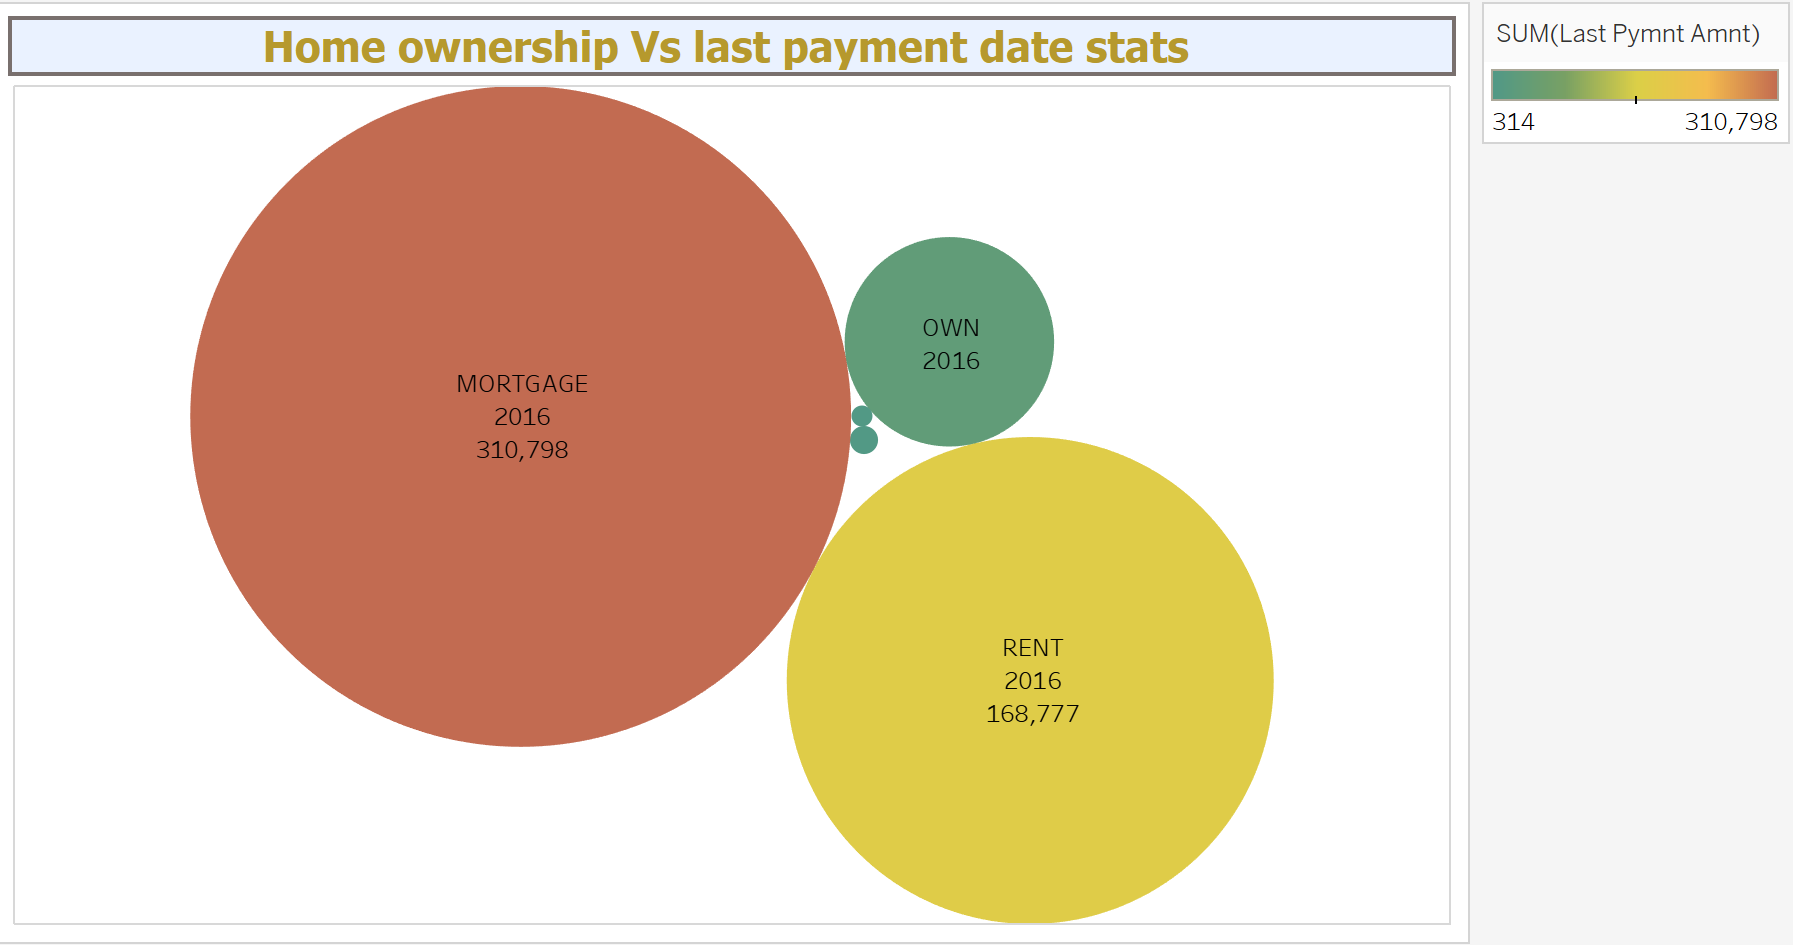 Home ownership Vs last payment date stats
SUM(Last Pymnt Amnt)
314
310,798
OWN
2016
MORTGAGE
2016
310,798
RENT
2016
168,777